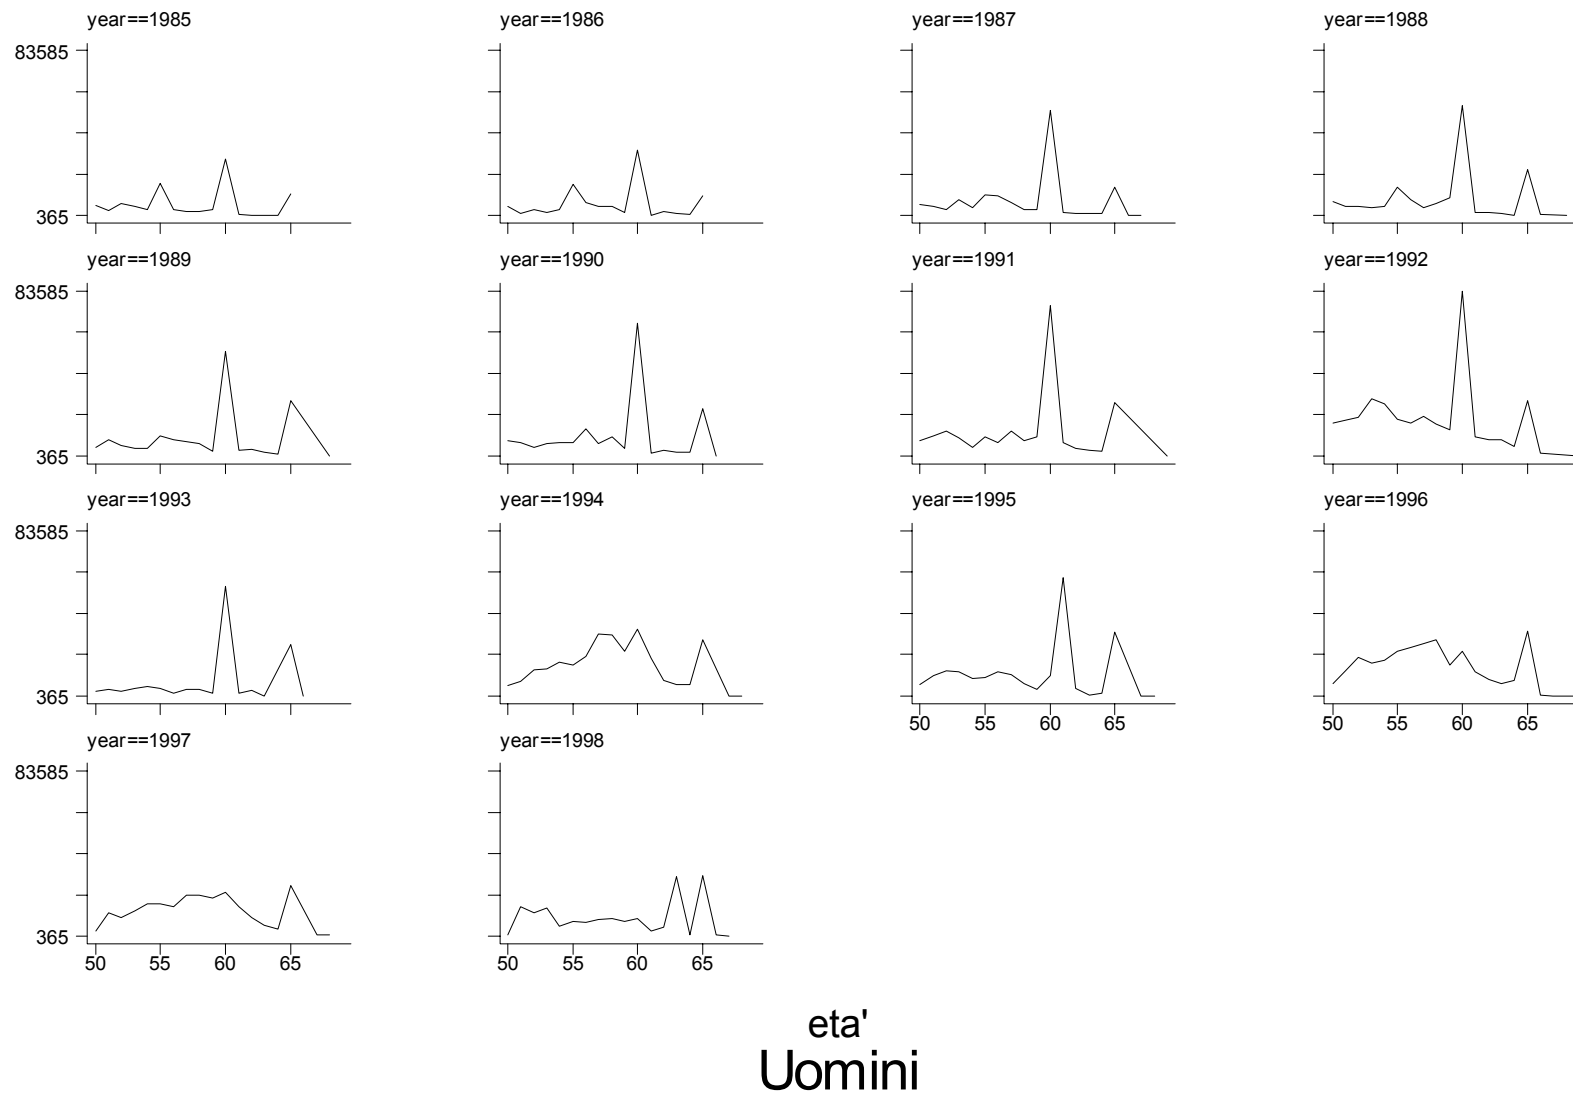 year==1985 year==1986 year==1987 year==1988
83585
365
year==1989 year==1990 year==1991 year==1992
83585
365
year==1993 year==1994 year==1995 year==1996
83585
365
50 55 60 65 50 55 60 65
year==1997 year==1998
83585
365
50 55 60 65 50 55 60 65
eta'
Uomini